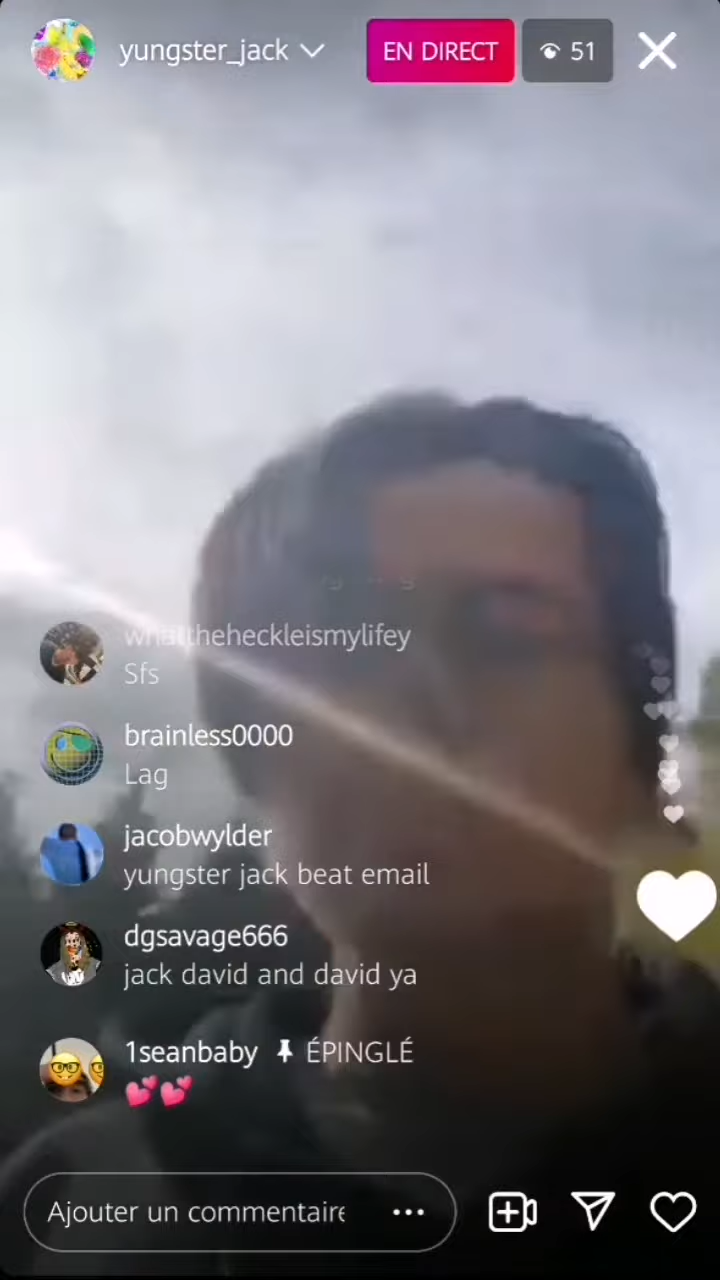 yungster_jack
EN DIRECT
51
whattheheckleismylifey
Sfs
brainless0000
Lag
jacobwylder
yungster jack beat email
dgsavage666
jack david and david ya
1seanbaby ÉPINGLÉ
💕💕
Ajouter un commentaire